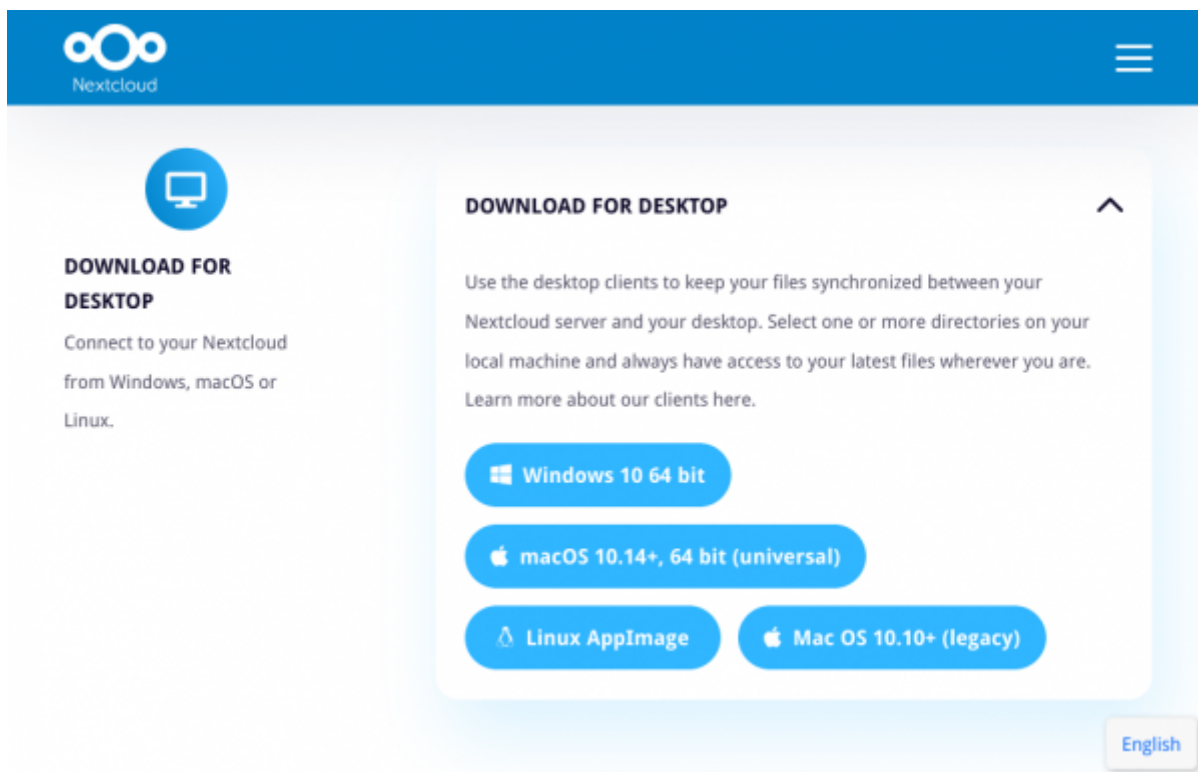 Nextcloud
DOWNLOAD FOR
DESKTOP
Connect to your Nextcloud
from Windows, macOS or
Linux.
DOWNLOAD FOR DESKTOP
Use the desktop clients to keep your files synchronized between your
Nextcloud server and your desktop. Select one or more directories on your
local machine and always have access to your latest files wherever you are.
Learn more about our clients here.
Windows 10 64 bit
macOS 10.14+, 64 bit (universal)
Linux AppImage
Mac OS 10.10+ (legacy)
English